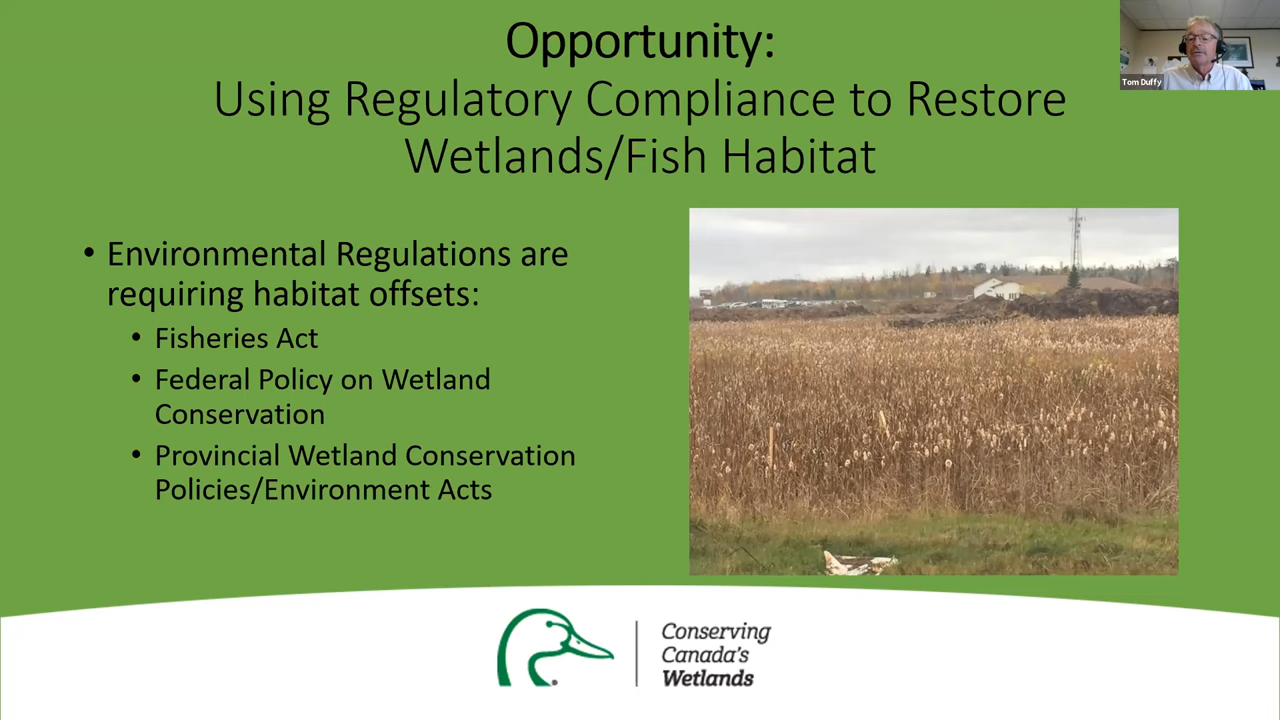 Opportunity:
Using Regulatory Compliance to Restore
Wetlands/Fish Habitat
Tom Duffy
• Environmental Regulations are
requiring habitat offsets:
• Fisheries Act
• Federal Policy on Wetland
Conservation
• Provincial Wetland Conservation
Policies/Environment Acts
Conserving
Canada's
Wetlands